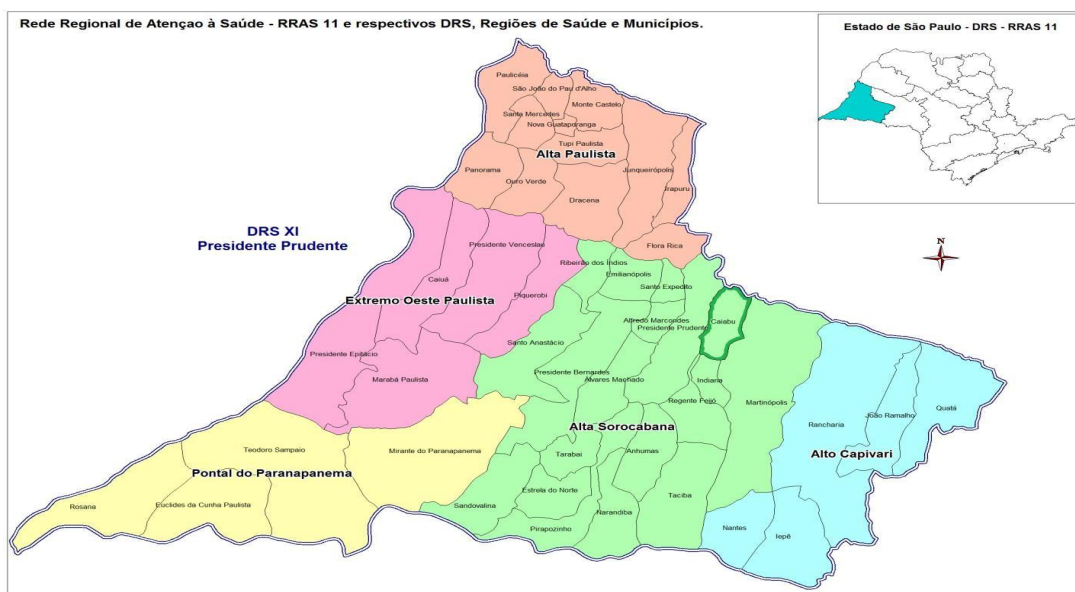 Rede Regional de Atençao à Saúde - RRAS 11 e respectivos DRS, Regiões de Saúde e Municípios.
Estado de São Paulo - DRS - RRAS 11
Paulicéia
São João do Pau d'Alho
Monte Castelo
Santa Mercedes
Nova Guataporanga
Tupi Paulista
Alta Paulista
Panorama
Ouro Verde
Junqueirópolis
Irapuru
Dracena
Flora Rica
DRS XI
Presidente Prudente
N
Presidente Venceslau
Caiuá
Piquerobi
Extremo Oeste Paulista
Presidente Epitácio
Marabá Paulista
Ribeirão dos Índios
Emilianópolis
Santo Expedito
Alfredo Marcondes
Presidente Prudente
Caiabu
Santo Anastácio
Presidente Bernardes
Álvares Machado
Indiana
Regente Feijó
Martinópolis
Alta Sorocabana
Tarabai
Anhumas
Estrela do Norte
Taciba
Sandovalina
Narandiba
Pirapozinho
Rancharia
João Ramalho
Quatá
Alto Capivari
Nantes
Iepê
Teodoro Sampaio
Mirante do Paranapanema
Pontal do Paranapanema
Rosana
Euclides da Cunha Paulista